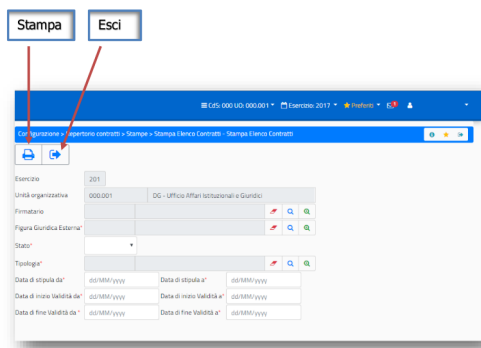 Stampa Esci
CdS: 000 UO: 000.001 Esercizio: 2017 Preferiti
Configurazione > Repertorio contratti > Stampe > Stampa Elenco Contratti - Stampa Elenco Contratti
Esercizio 201
Unità organizzativa 000.001 DG - Ufficio Affari Istituzionali e Giuridici
Firmatario
Figura Giuridica Esterna*
Stato*
Tipologia*
Data di stipula da* dd/MM/yyyy Data di stipula a* dd/MM/yyyy
Data di inizio Validità da* dd/MM/yyyy Data di inizio Validità a* dd/MM/yyyy
Data di fine Validità da * dd/MM/yyyy Data di fine Validità a* dd/MM/yyyy